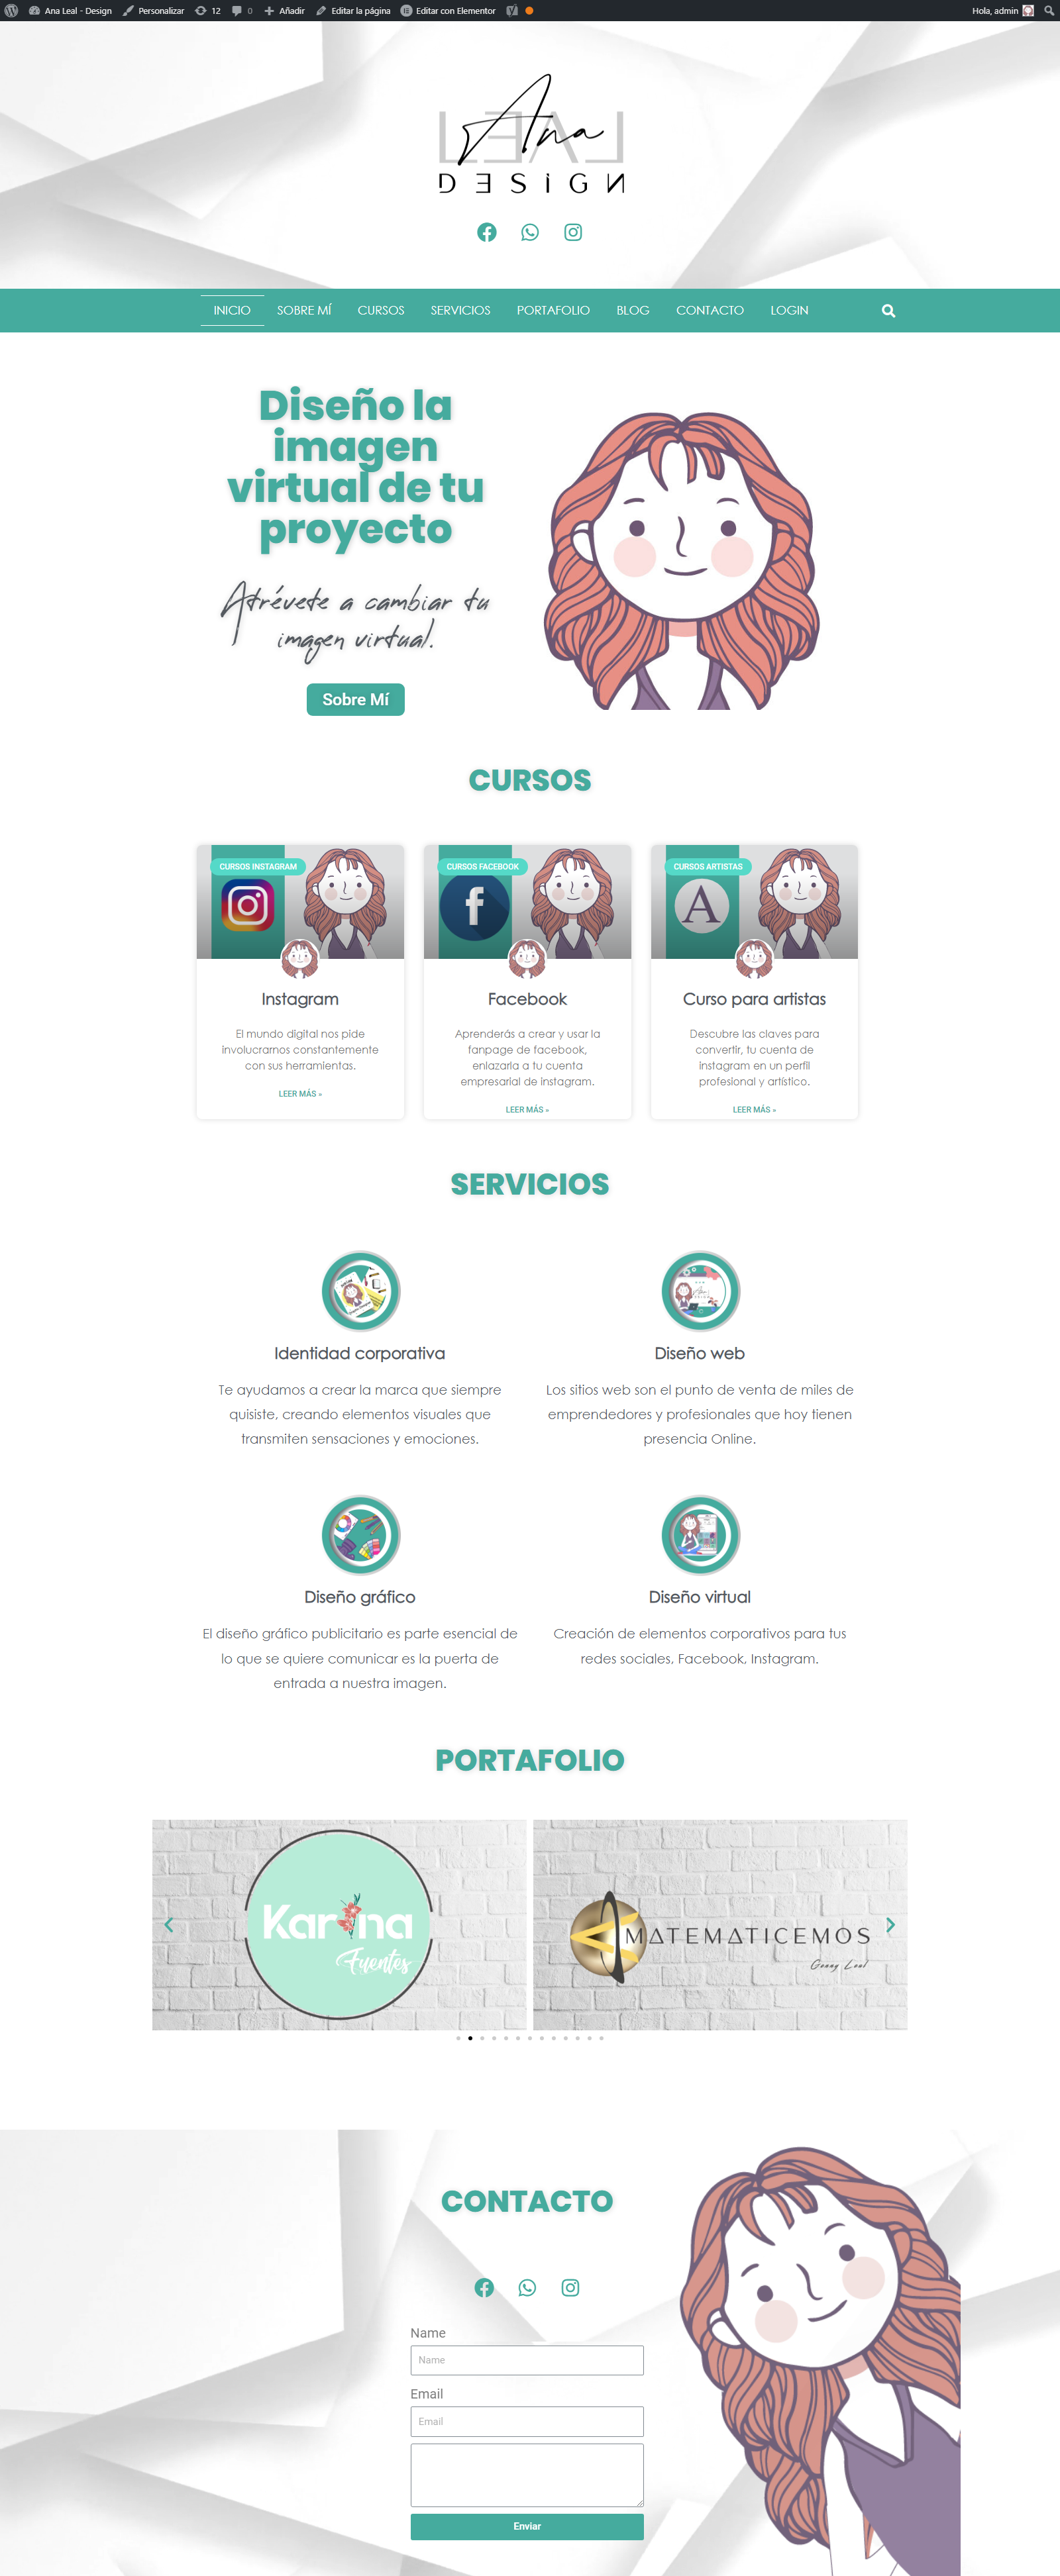 Ana Leal - Design Personalizar 12 0 Añadir Editar la página Editar con Elementor Hola, admin
LEAL
Ana
DESIGN
INICIO SOBRE MÍ CURSOS SERVICIOS PORTAFOLIO BLOG CONTACTO LOGIN
Diseño la
imagen
virtual de tu
proyecto
Atrévete a cambiar tu
imagen virtual.
Sobre Mí
CURSOS
CURSOS INSTAGRAM
CURSOS FACEBOOK
CURSOS ARTISTAS
f
A
Instagram
El mundo digital nos pide
involucrarnos constantemente
con sus herramientas.
LEER MÁS »
Facebook
Aprenderás a crear y usar la
fanpage de facebook,
enlazarla a tu cuenta
empresarial de instagram.
LEER MÁS »
Curso para artistas
Descubre las claves para
convertir, tu cuenta de
instagram en un perfil
profesional y artístico.
LEER MÁS »
SERVICIOS
Identidad corporativa
Te ayudamos a crear la marca que siempre
quisiste, creando elementos visuales que
transmiten sensaciones y emociones.
Diseño web
Los sitios web son el punto de venta de miles de
emprendedores y profesionales que hoy tienen
presencia Online.
Diseño gráfico
El diseño gráfico publicitario es parte esencial de
lo que se quiere comunicar es la puerta de
entrada a nuestra imagen.
Diseño virtual
Creación de elementos corporativos para tus
redes sociales, Facebook, Instagram.
PORTAFOLIO
Karina
Fuentes
MATEMATICEMOS
Genny Leal
CONTACTO
Name
Name
Email
Email
Enviar